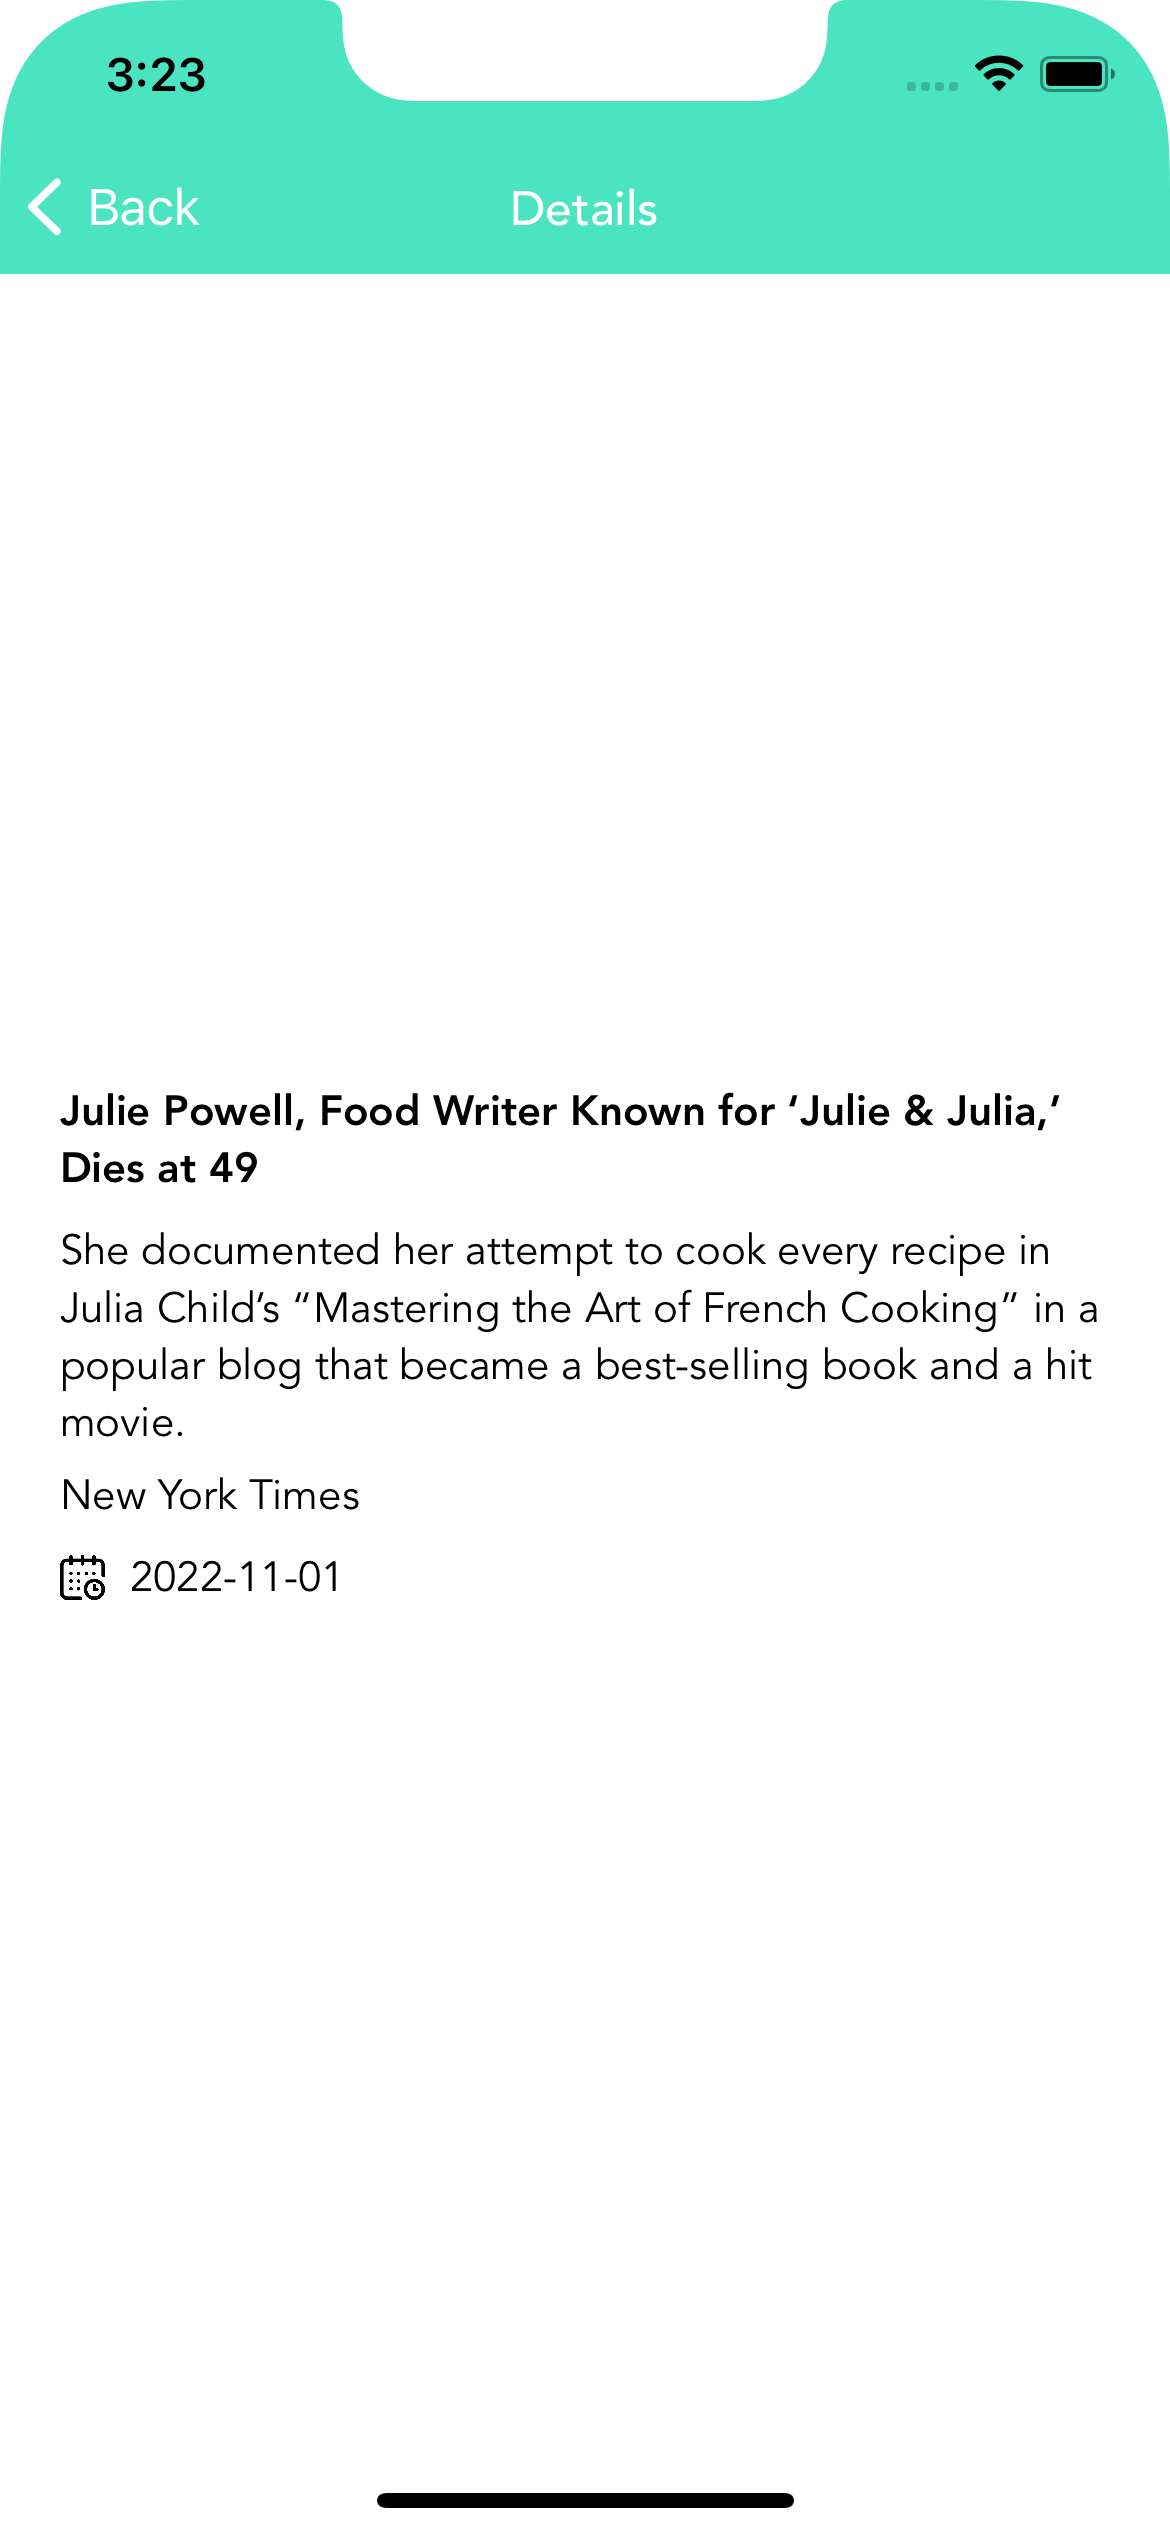 3:23
Back
Details
Julie Powell, Food Writer Known for ‘Julie & Julia,’
Dies at 49
She documented her attempt to cook every recipe in
Julia Child’s “Mastering the Art of French Cooking” in a
popular blog that became a best-selling book and a hit
movie.
New York Times
2022-11-01